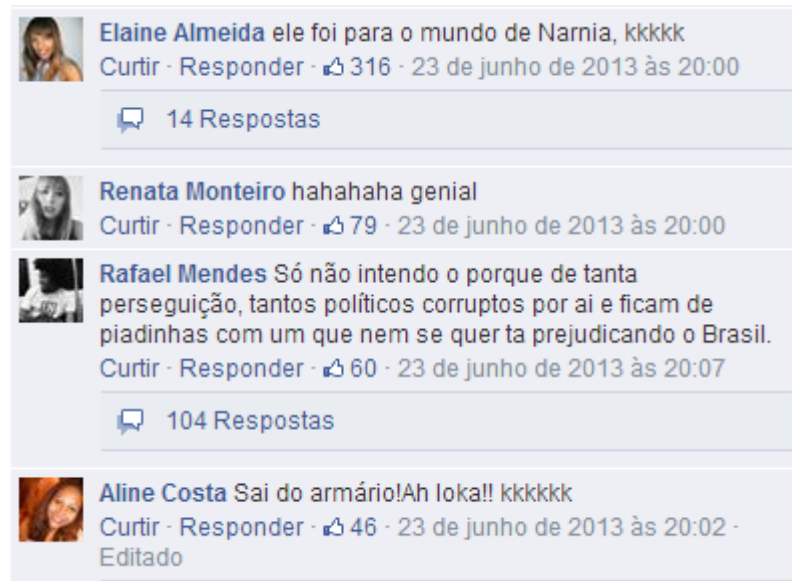 Elaine Almeida ele foi para o mundo de Narnia, kkkkk
Curtir · Responder · 316 · 23 de junho de 2013 às 20:00
14 Respostas
Renata Monteiro hahahaha genial
Curtir · Responder · 79 · 23 de junho de 2013 às 20:00
Rafael Mendes Só não intendo o porque de tanta
perseguição, tantos políticos corruptos por ai e ficam de
piadinhas com um que nem se quer ta prejudicando o Brasil.
Curtir · Responder · 60 · 23 de junho de 2013 às 20:07
104 Respostas
Aline Costa Sai do armário!Ah loka!! kkkkkk
Curtir · Responder · 46 · 23 de junho de 2013 às 20:02 ·
Editado